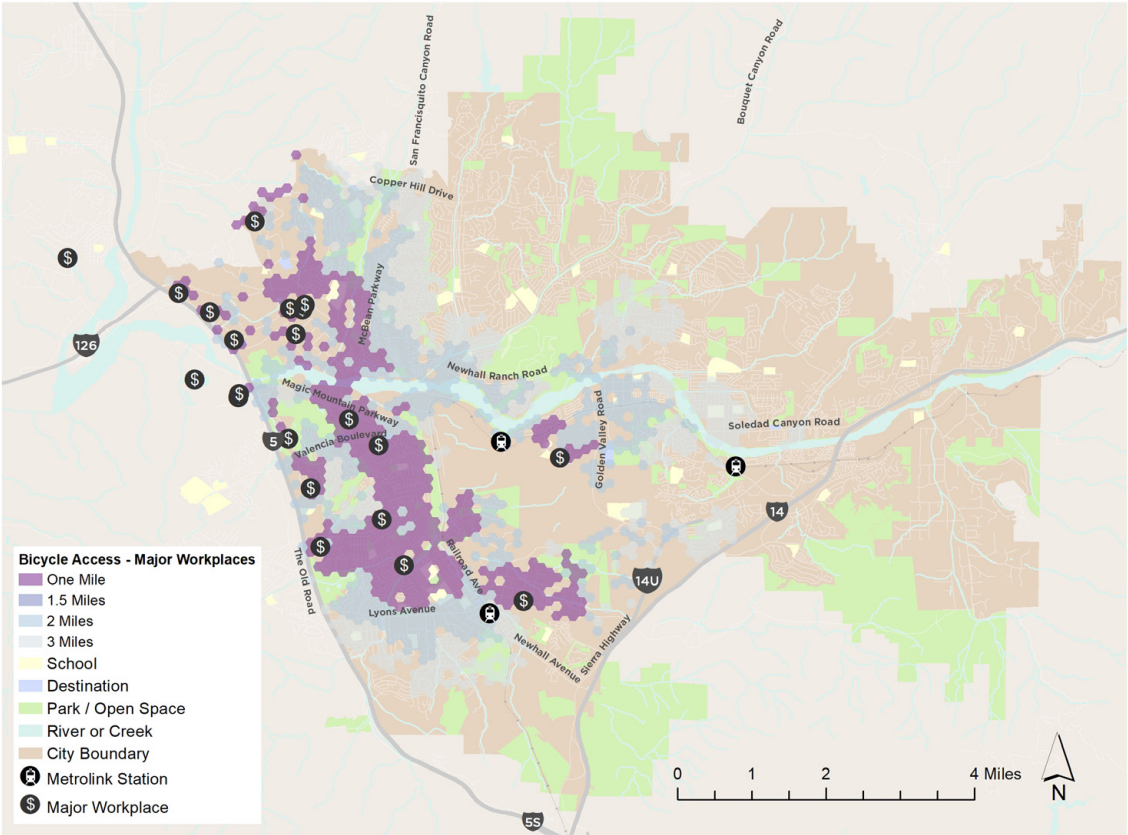 San Francisquito Canyon Road
Bouquet Canyon Road
Copper Hill Drive
McBean Parkway
126
Newhall Ranch Road
Magic Mountain Parkway
Golden Valley Road
Soledad Canyon Road
5
Valencia Boulevard
14
The Old Road
Railroad Ave
14U
Lyons Avenue
Newhall Avenue
Sierra Highway
5S
Bicycle Access - Major Workplaces
One Mile
1.5 Miles
2 Miles
3 Miles
School
Destination
Park / Open Space
River or Creek
City Boundary
Metrolink Station
$ Major Workplace
0 1 2 4 Miles
N